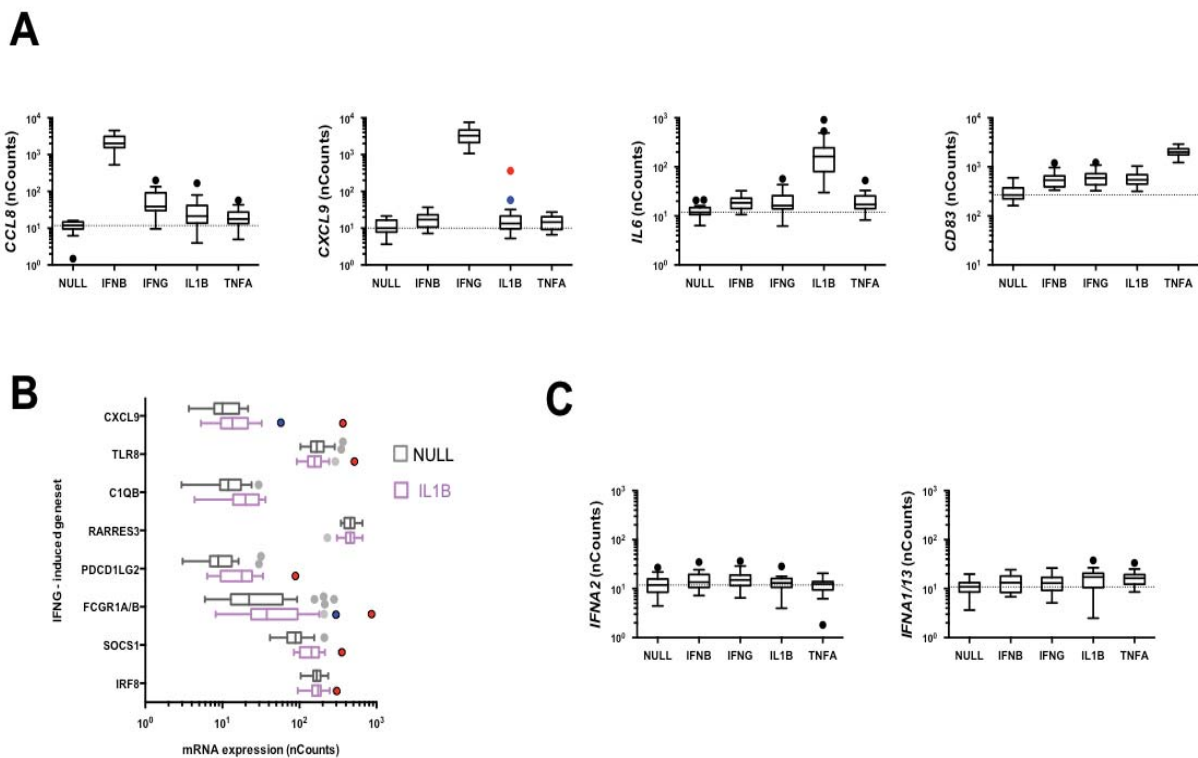 A
CCL8 (nCounts)
10⁴
10³
10²
10¹
10⁰
NULL IFNB IFNG IL1B TNFA
CXCL9 (nCounts)
10⁴
10³
10²
10¹
10⁰
NULL IFNB IFNG IL1B TNFA
IL6 (nCounts)
10³
10²
10¹
10⁰
NULL IFNB IFNG IL1B TNFA
CD83 (nCounts)
10⁴
10³
10²
10¹
NULL IFNB IFNG IL1B TNFA
B
IFNG - induced geneset
CXCL9
TLR8
C1QB
RARRES3
PDCD1LG2
FCGR1A/B
SOCS1
IRF8
10⁰ 10¹ 10² 10³
mRNA expression (nCounts)
NULL
IL1B
C
IFNA2 (nCounts)
10³
10²
10¹
10⁰
NULL IFNB IFNG IL1B TNFA
IFNA1/13 (nCounts)
10³
10²
10¹
10⁰
NULL IFNB IFNG IL1B TNFA